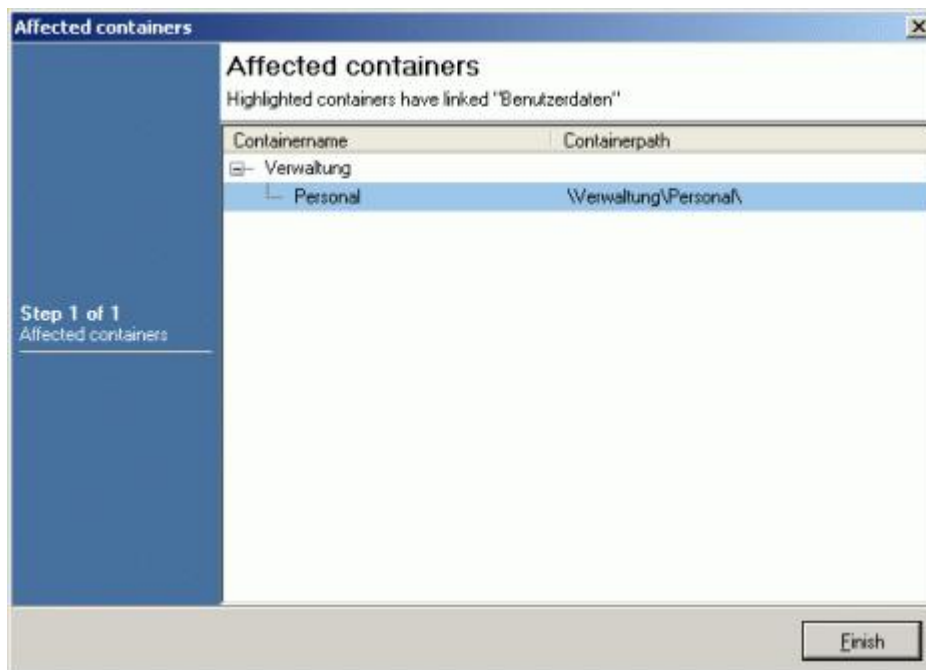 Affected containers
Affected containers
Highlighted containers have linked "Benutzerdaten"
Containername Containerpath
Verwaltung
Personal \Verwaltung\Personal\
Step 1 of 1
Affected containers
Finish